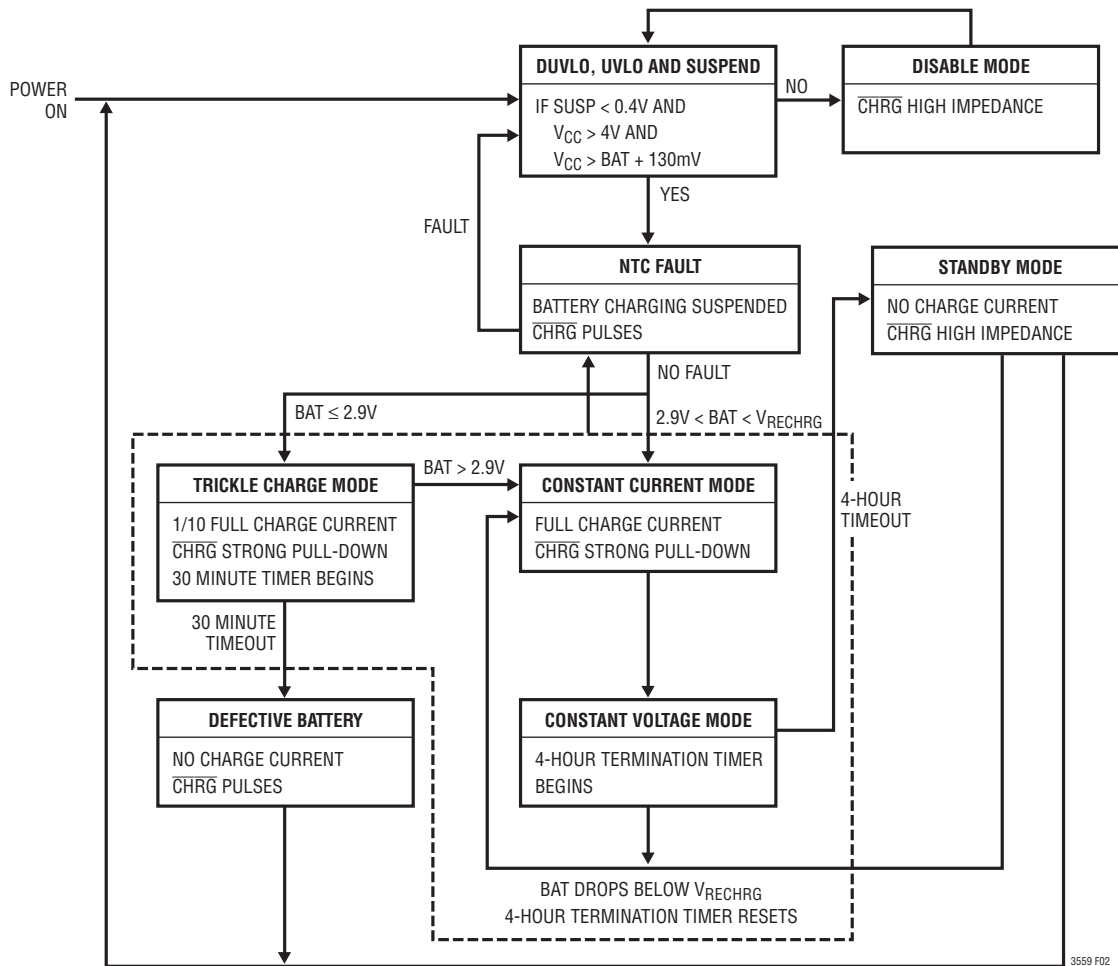 POWER
ON
DUVLO, UVLO AND SUSPEND
IF SUSP < 0.4V AND
VCC > 4V AND
VCC > BAT + 130mV
NO
DISABLE MODE
CHRG HIGH IMPEDANCE
YES
FAULT
NTC FAULT
BATTERY CHARGING SUSPENDED
CHRG PULSES
STANDBY MODE
NO CHARGE CURRENT
CHRG HIGH IMPEDANCE
NO FAULT
BAT ≤ 2.9V
2.9V < BAT < VRECHRG
TRICKLE CHARGE MODE
1/10 FULL CHARGE CURRENT
CHRG STRONG PULL-DOWN
30 MINUTE TIMER BEGINS
BAT > 2.9V
CONSTANT CURRENT MODE
FULL CHARGE CURRENT
CHRG STRONG PULL-DOWN
4-HOUR
TIMEOUT
30 MINUTE
TIMEOUT
DEFECTIVE BATTERY
NO CHARGE CURRENT
CHRG PULSES
CONSTANT VOLTAGE MODE
4-HOUR TERMINATION TIMER
BEGINS
BAT DROPS BELOW VRECHRG
4-HOUR TERMINATION TIMER RESETS
3559 F02